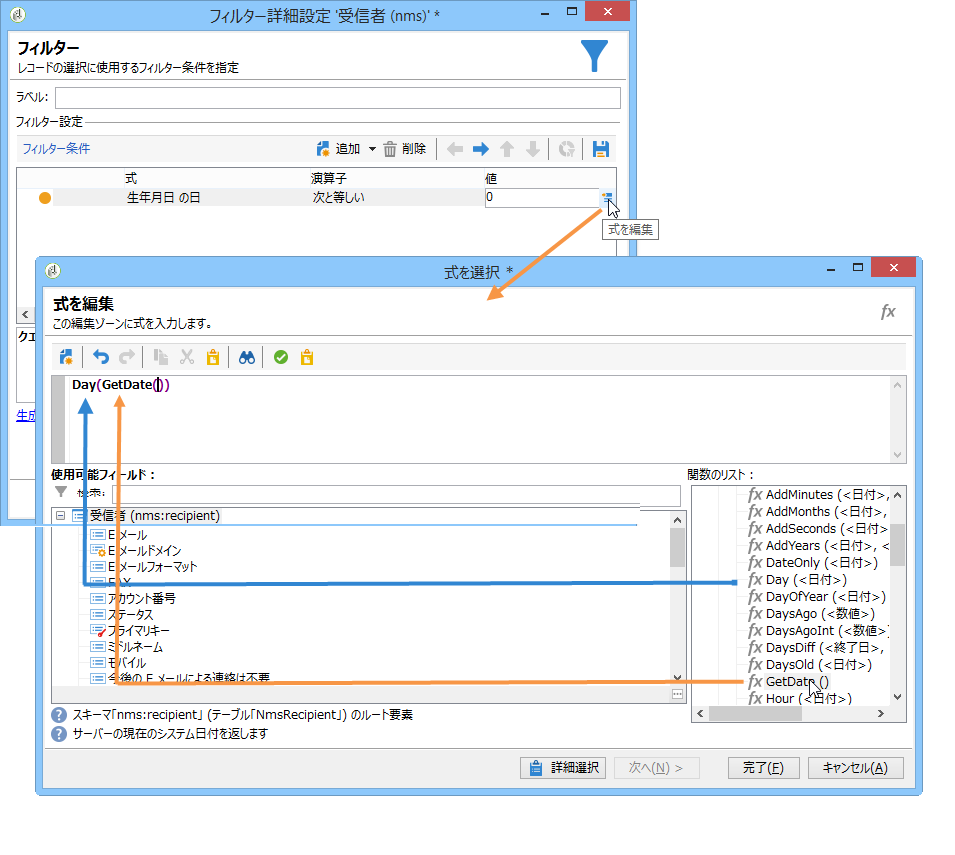 フィルター詳細設定 '受信者 (nms)' *
フィルター
レコードの選択に使用するフィルター条件を指定
ラベル:
フィルター設定
フィルター条件
追加
削除
式 演算子 値
生年月日 の日 次と等しい 0
式を編集
式を選択 *
式を編集
この編集ゾーンに式を入力します。
fx
クエ
生成
Day(GetDate())
使用可能フィールド:
検索:
受信者 (nms:recipient)
E メール
E メールドメイン
E メールフォーマット
FAX
アカウント番号
ステータス
プライマリキー
ミドルネーム
モバイル
今後の E メールによる連絡は不要
関数のリスト:
fx AddMinutes (<日付>,
fx AddMonths (<日付>,
fx AddSeconds (<日付>
fx AddYears (<日付>, <
fx DateOnly (<日付>)
fx Day (<日付>)
fx DayOfYear (<日付>)
fx DaysAgo (<数値>)
fx DaysAgoInt (<数値>)
fx DaysDiff (<終了日>,
fx DaysOld (<日付>)
fx GetDate ()
fx Hour (<日付>)
スキーマ「nms:recipient」 (テーブル「NmsRecipient」) のルート要素
サーバーの現在のシステム日付を返します
詳細選択
次へ(N) >
完了(F)
キャンセル(A)